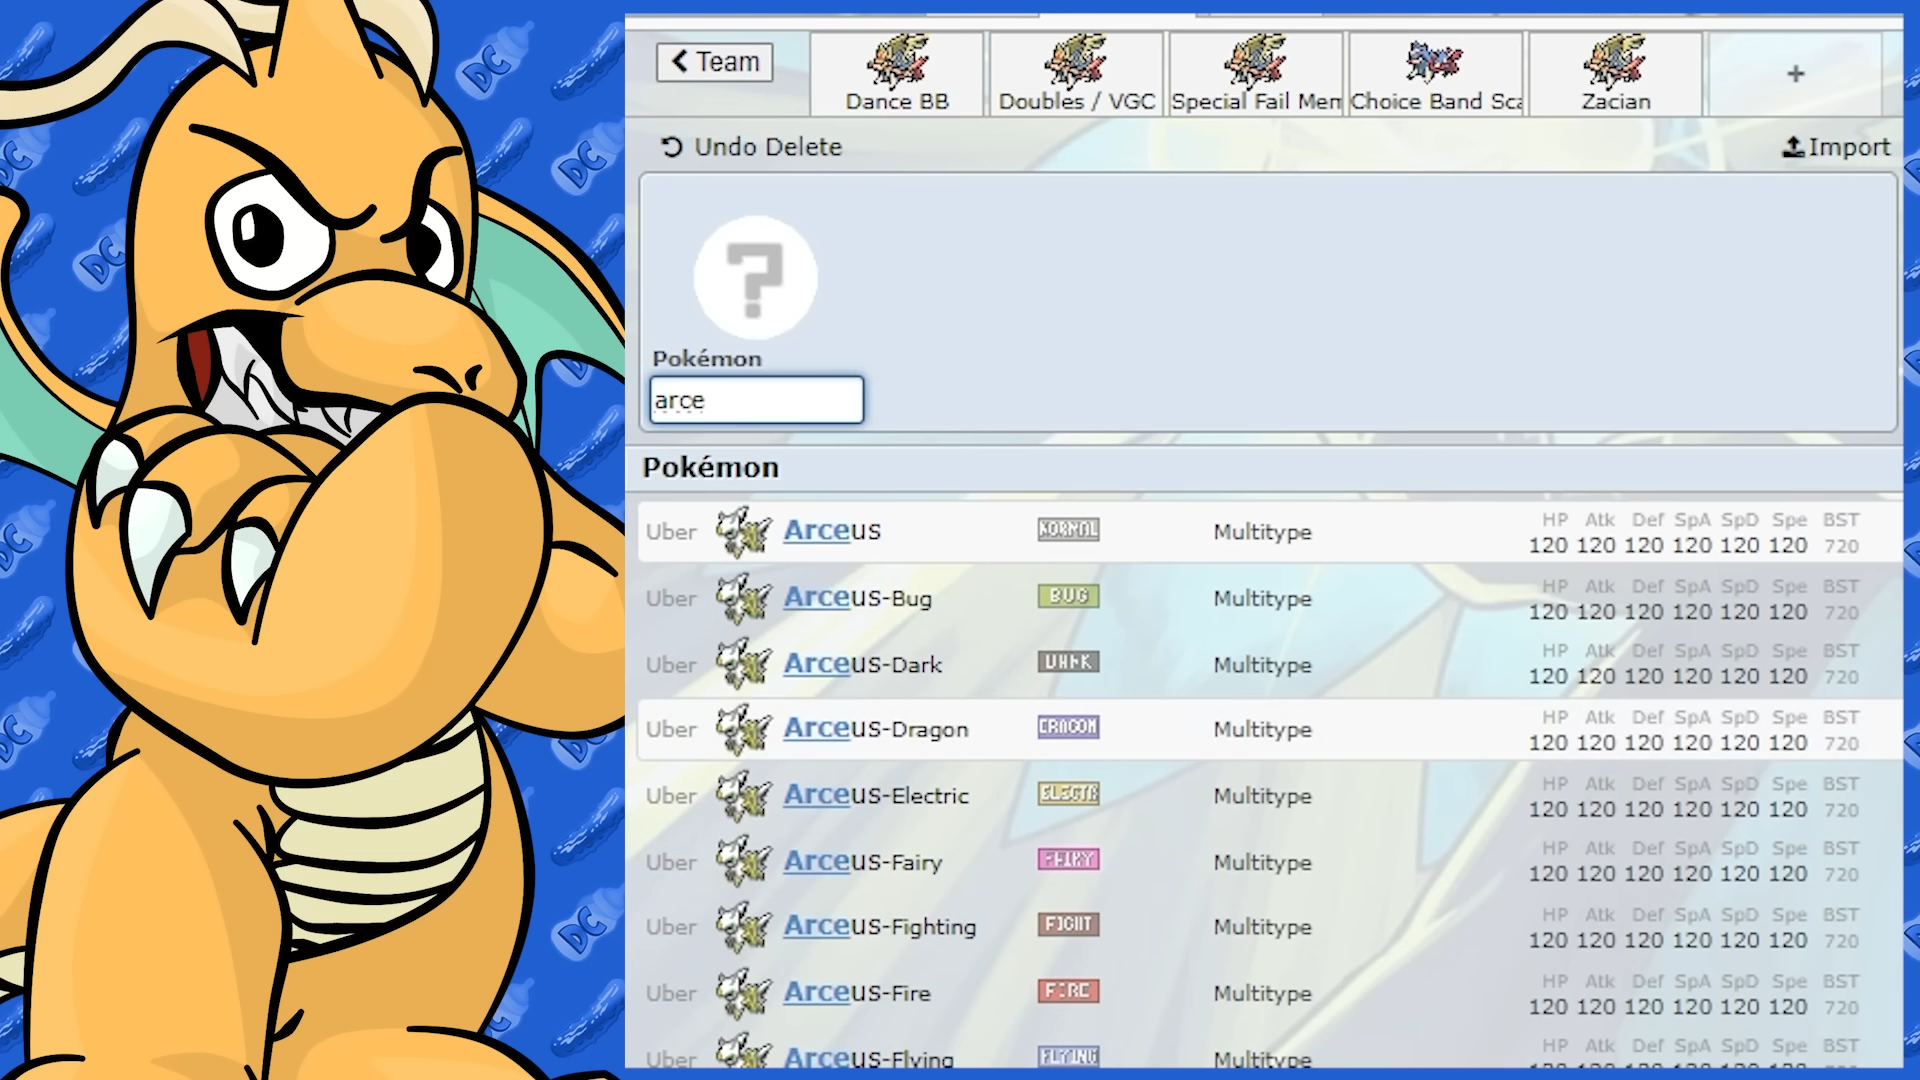 Team
Dance BB
Doubles / VGC
Special Fail Mem
Choice Band Sca
Zacian
+
Undo Delete
Import
?
Pokémon
arce
Pokémon
Uber Arceus NORMAL Multitype HP Atk Def SpA SpD Spe BST
120 120 120 120 120 120 720
Uber Arceus-Bug BUG Multitype HP Atk Def SpA SpD Spe BST
120 120 120 120 120 120 720
Uber Arceus-Dark DARK Multitype HP Atk Def SpA SpD Spe BST
120 120 120 120 120 120 720
Uber Arceus-Dragon DRAGON Multitype HP Atk Def SpA SpD Spe BST
120 120 120 120 120 120 720
Uber Arceus-Electric ELECTR Multitype HP Atk Def SpA SpD Spe BST
120 120 120 120 120 120 720
Uber Arceus-Fairy FAIRY Multitype HP Atk Def SpA SpD Spe BST
120 120 120 120 120 120 720
Uber Arceus-Fighting FIGHT Multitype HP Atk Def SpA SpD Spe BST
120 120 120 120 120 120 720
Uber Arceus-Fire FIRE Multitype HP Atk Def SpA SpD Spe BST
120 120 120 120 120 120 720
Uber Arceus-Flying FLYING Multitype HP Atk Def SpA SpD Spe BST
DC
DC
DC
DC
DC
DC
DC